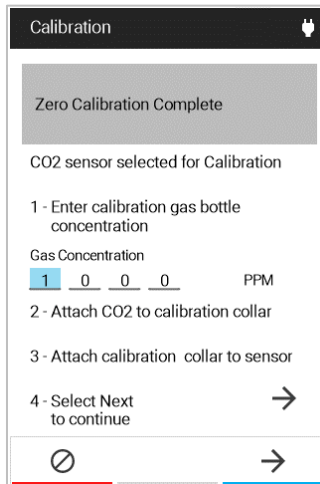 Calibration
Zero Calibration Complete
CO2 sensor selected for Calibration
1 - Enter calibration gas bottle
concentration
Gas Concentration
1 0 0 0 PPM
2 - Attach CO2 to calibration collar
3 - Attach calibration collar to sensor
4 - Select Next
to continue